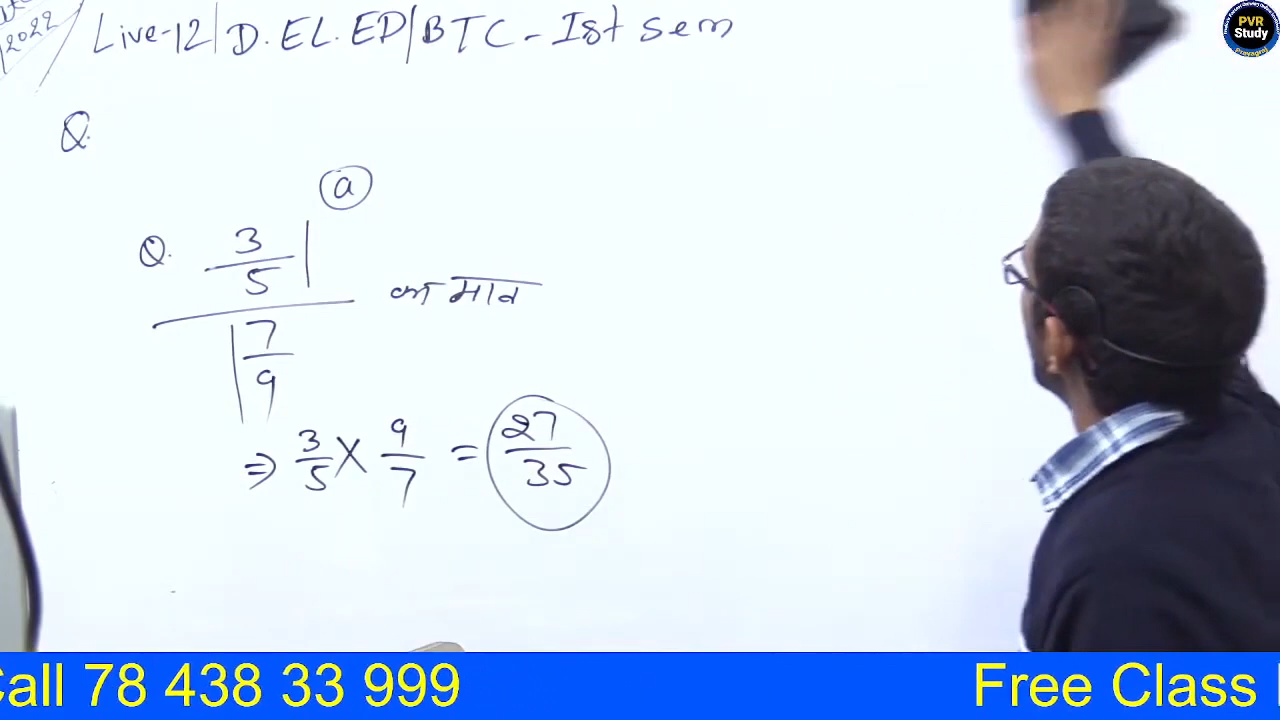 2022
Live-12| D.EL.ED/BTC - Ist sem
Q.
a
Q. 3/5 / 7/9 का मान
⇒ 3/5 × 9/7 = 27/35
PVR
Study
Prayagraj
Call 78 438 33 999
Free Class